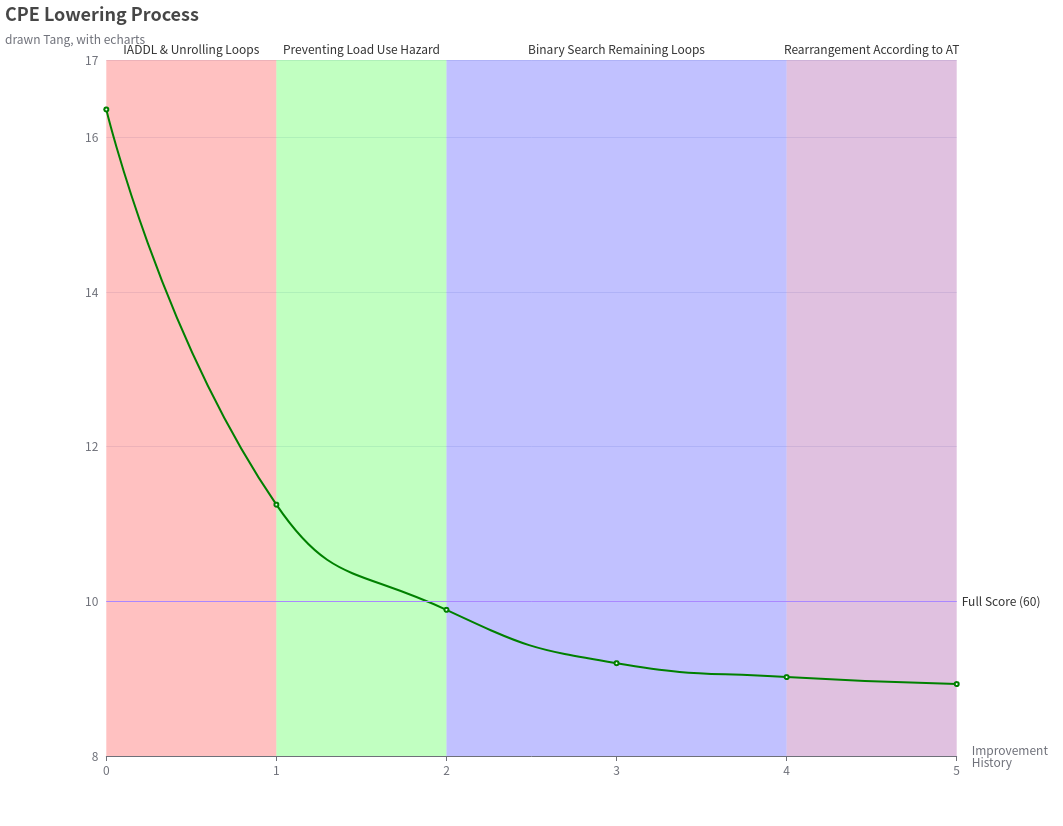 CPE Lowering Process
drawn Tang, with echarts
IADDL & Unrolling Loops
Preventing Load Use Hazard
Binary Search Remaining Loops
Rearrangement According to AT
17
16
14
12
10
Full Score (60)
8
0
1
2
3
4
5
Improvement
History